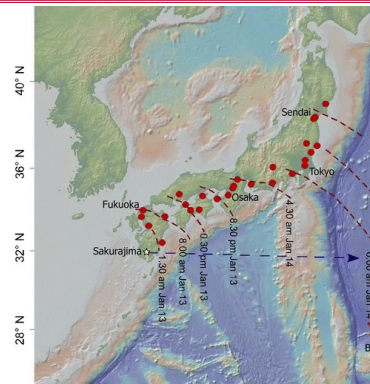 40° N
Sendai
36° N
Tokyo
Fukuoka
Osaka
32° N
Sakurajima
1.30 am Jan 13
8.00 am Jan 13
0.30 pm Jan 13
8.30 pm Jan 13
4.30 am Jan 14
28° N